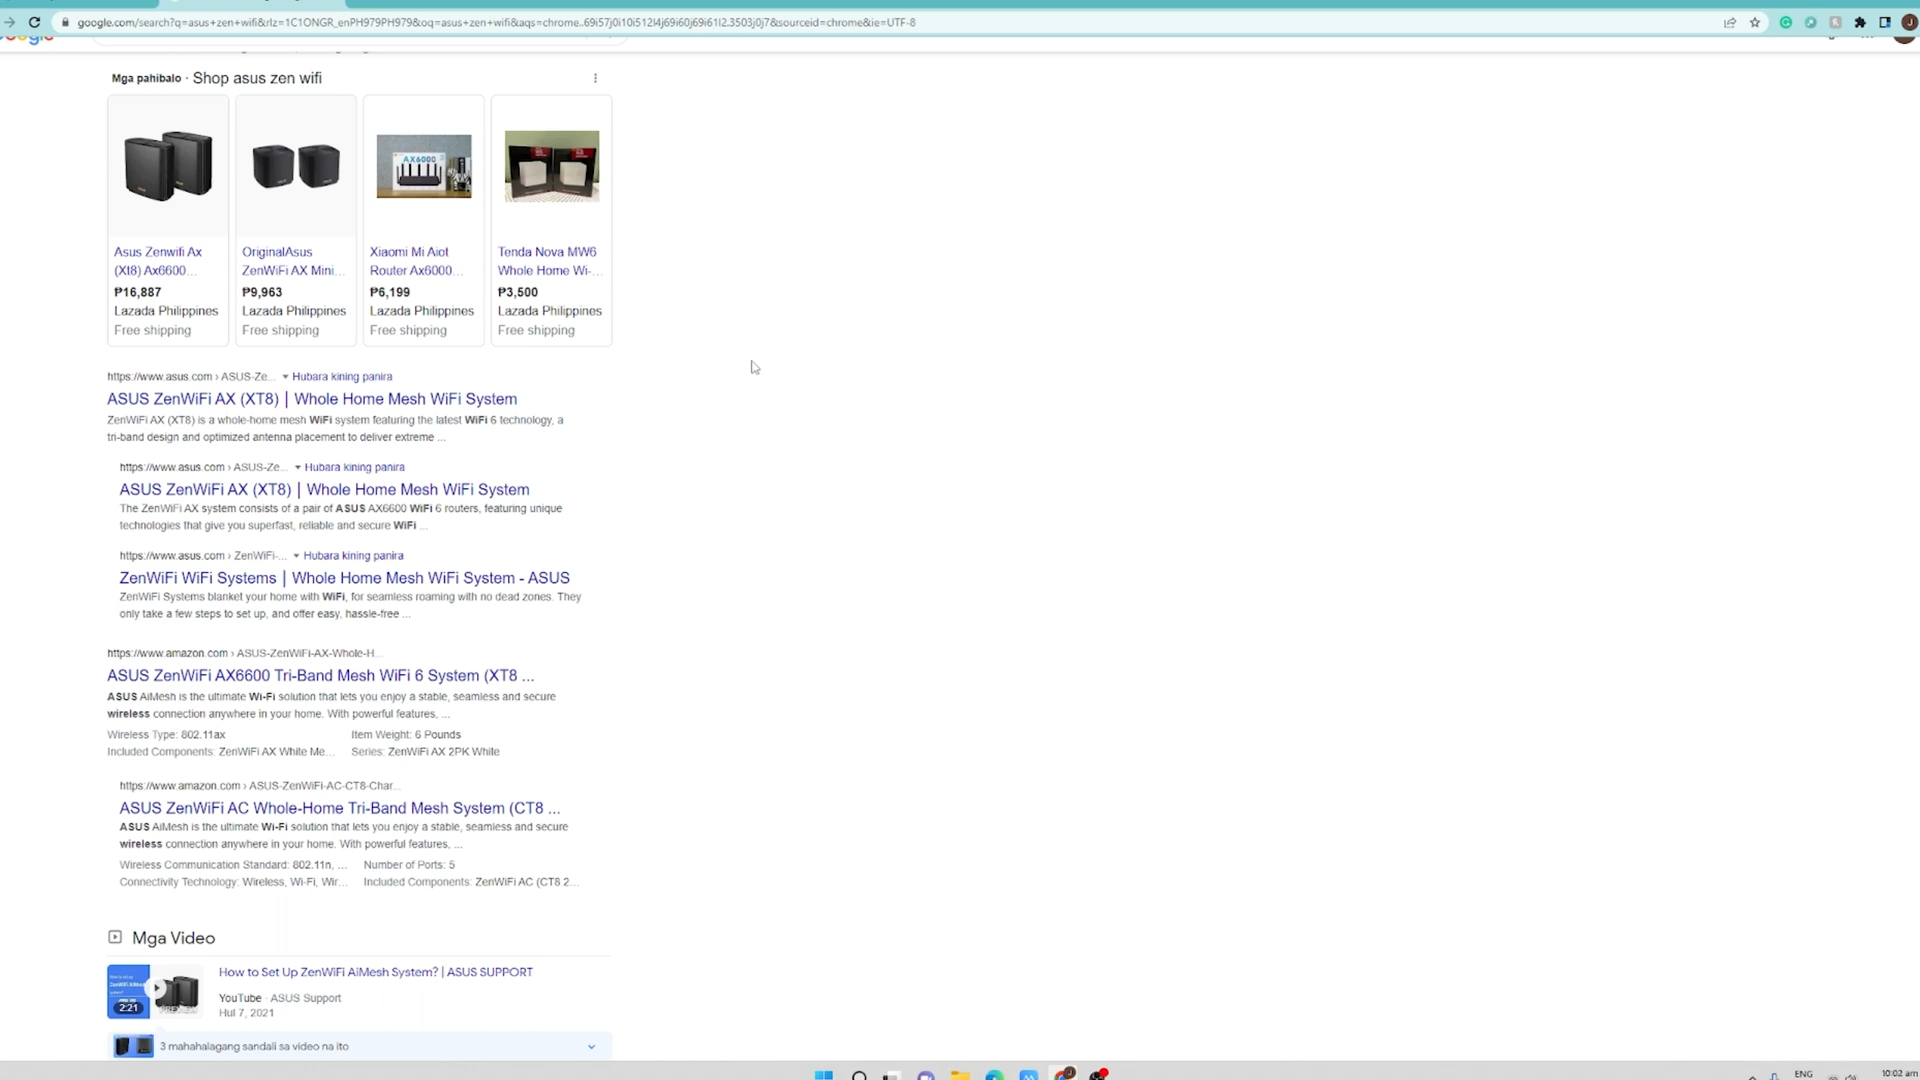 google.com/search?q=asus+zen+wifi&rlz=1C1ONGR_enPH979PH979&oq=asus+zen+wifi&aqs=chrome..69i57j0i10i512l4j69i60j69i61l2.3503j0j7&sourceid=chrome&ie=UTF-8
Mga pahibalo · Shop asus zen wifi
Asus Zenwifi Ax
(Xt8) Ax6600...
₱16,887
Lazada Philippines
Free shipping
OriginalAsus
ZenWiFi AX Mini...
₱9,963
Lazada Philippines
Free shipping
AX6000
Xiaomi Mi Aiot
Router Ax6000...
₱6,199
Lazada Philippines
Free shipping
Tenda Nova MW6
Whole Home Wi-...
₱3,500
Lazada Philippines
Free shipping
https://www.asus.com › ASUS-Ze... Hubara kining panira
ASUS ZenWiFi AX (XT8) | Whole Home Mesh WiFi System
ZenWiFi AX (XT8) is a whole-home mesh WiFi system featuring the latest WiFi 6 technology, a
tri-band design and optimized antenna placement to deliver extreme ...
https://www.asus.com › ASUS-Ze... Hubara kining panira
ASUS ZenWiFi AX (XT8) | Whole Home Mesh WiFi System
The ZenWiFi AX system consists of a pair of ASUS AX6600 WiFi 6 routers, featuring unique
technologies that give you superfast, reliable and secure WiFi ...
https://www.asus.com › ZenWiFi-... Hubara kining panira
ZenWiFi WiFi Systems | Whole Home Mesh WiFi System - ASUS
ZenWiFi Systems blanket your home with WiFi, for seamless roaming with no dead zones. They
only take a few steps to set up, and offer easy, hassle-free ...
https://www.amazon.com › ASUS-ZenWiFi-AX-Whole-H...
ASUS ZenWiFi AX6600 Tri-Band Mesh WiFi 6 System (XT8 ...
ASUS AiMesh is the ultimate Wi-Fi solution that lets you enjoy a stable, seamless and secure
wireless connection anywhere in your home. With powerful features, ...
Wireless Type: 802.11ax Item Weight: 6 Pounds
Included Components: ZenWiFi AX White Me... Series: ZenWiFi AX 2PK White
https://www.amazon.com › ASUS-ZenWiFi-AC-CT8-Char...
ASUS ZenWiFi AC Whole-Home Tri-Band Mesh System (CT8 ...
ASUS AiMesh is the ultimate Wi-Fi solution that lets you enjoy a stable, seamless and secure
wireless connection anywhere in your home. With powerful features, ...
Wireless Communication Standard: 802.11n, ... Number of Ports: 5
Connectivity Technology: Wireless, Wi-Fi, Wir... Included Components: ZenWiFi AC (CT8 2...
Mga Video
2:21
PREVIEW
How to Set Up ZenWiFi AiMesh System? | ASUS SUPPORT
YouTube · ASUS Support
Hul 7, 2021
3 mahahalagang sandali sa video na ito
ENG
10:02 am